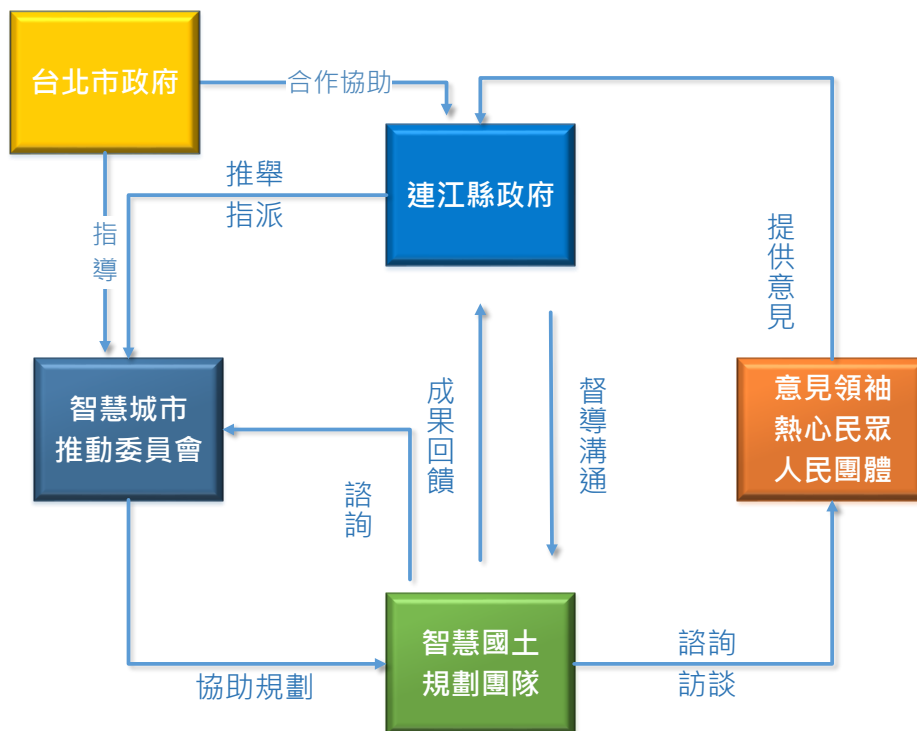 台北市政府
合作協助
連江縣政府
推舉
指派
指導
提供意見
智慧城市
推動委員會
成果回饋
督導溝通
意見領袖
熱心民眾
人民團體
諮詢
智慧國土
規劃團隊
協助規劃
諮詢
訪談